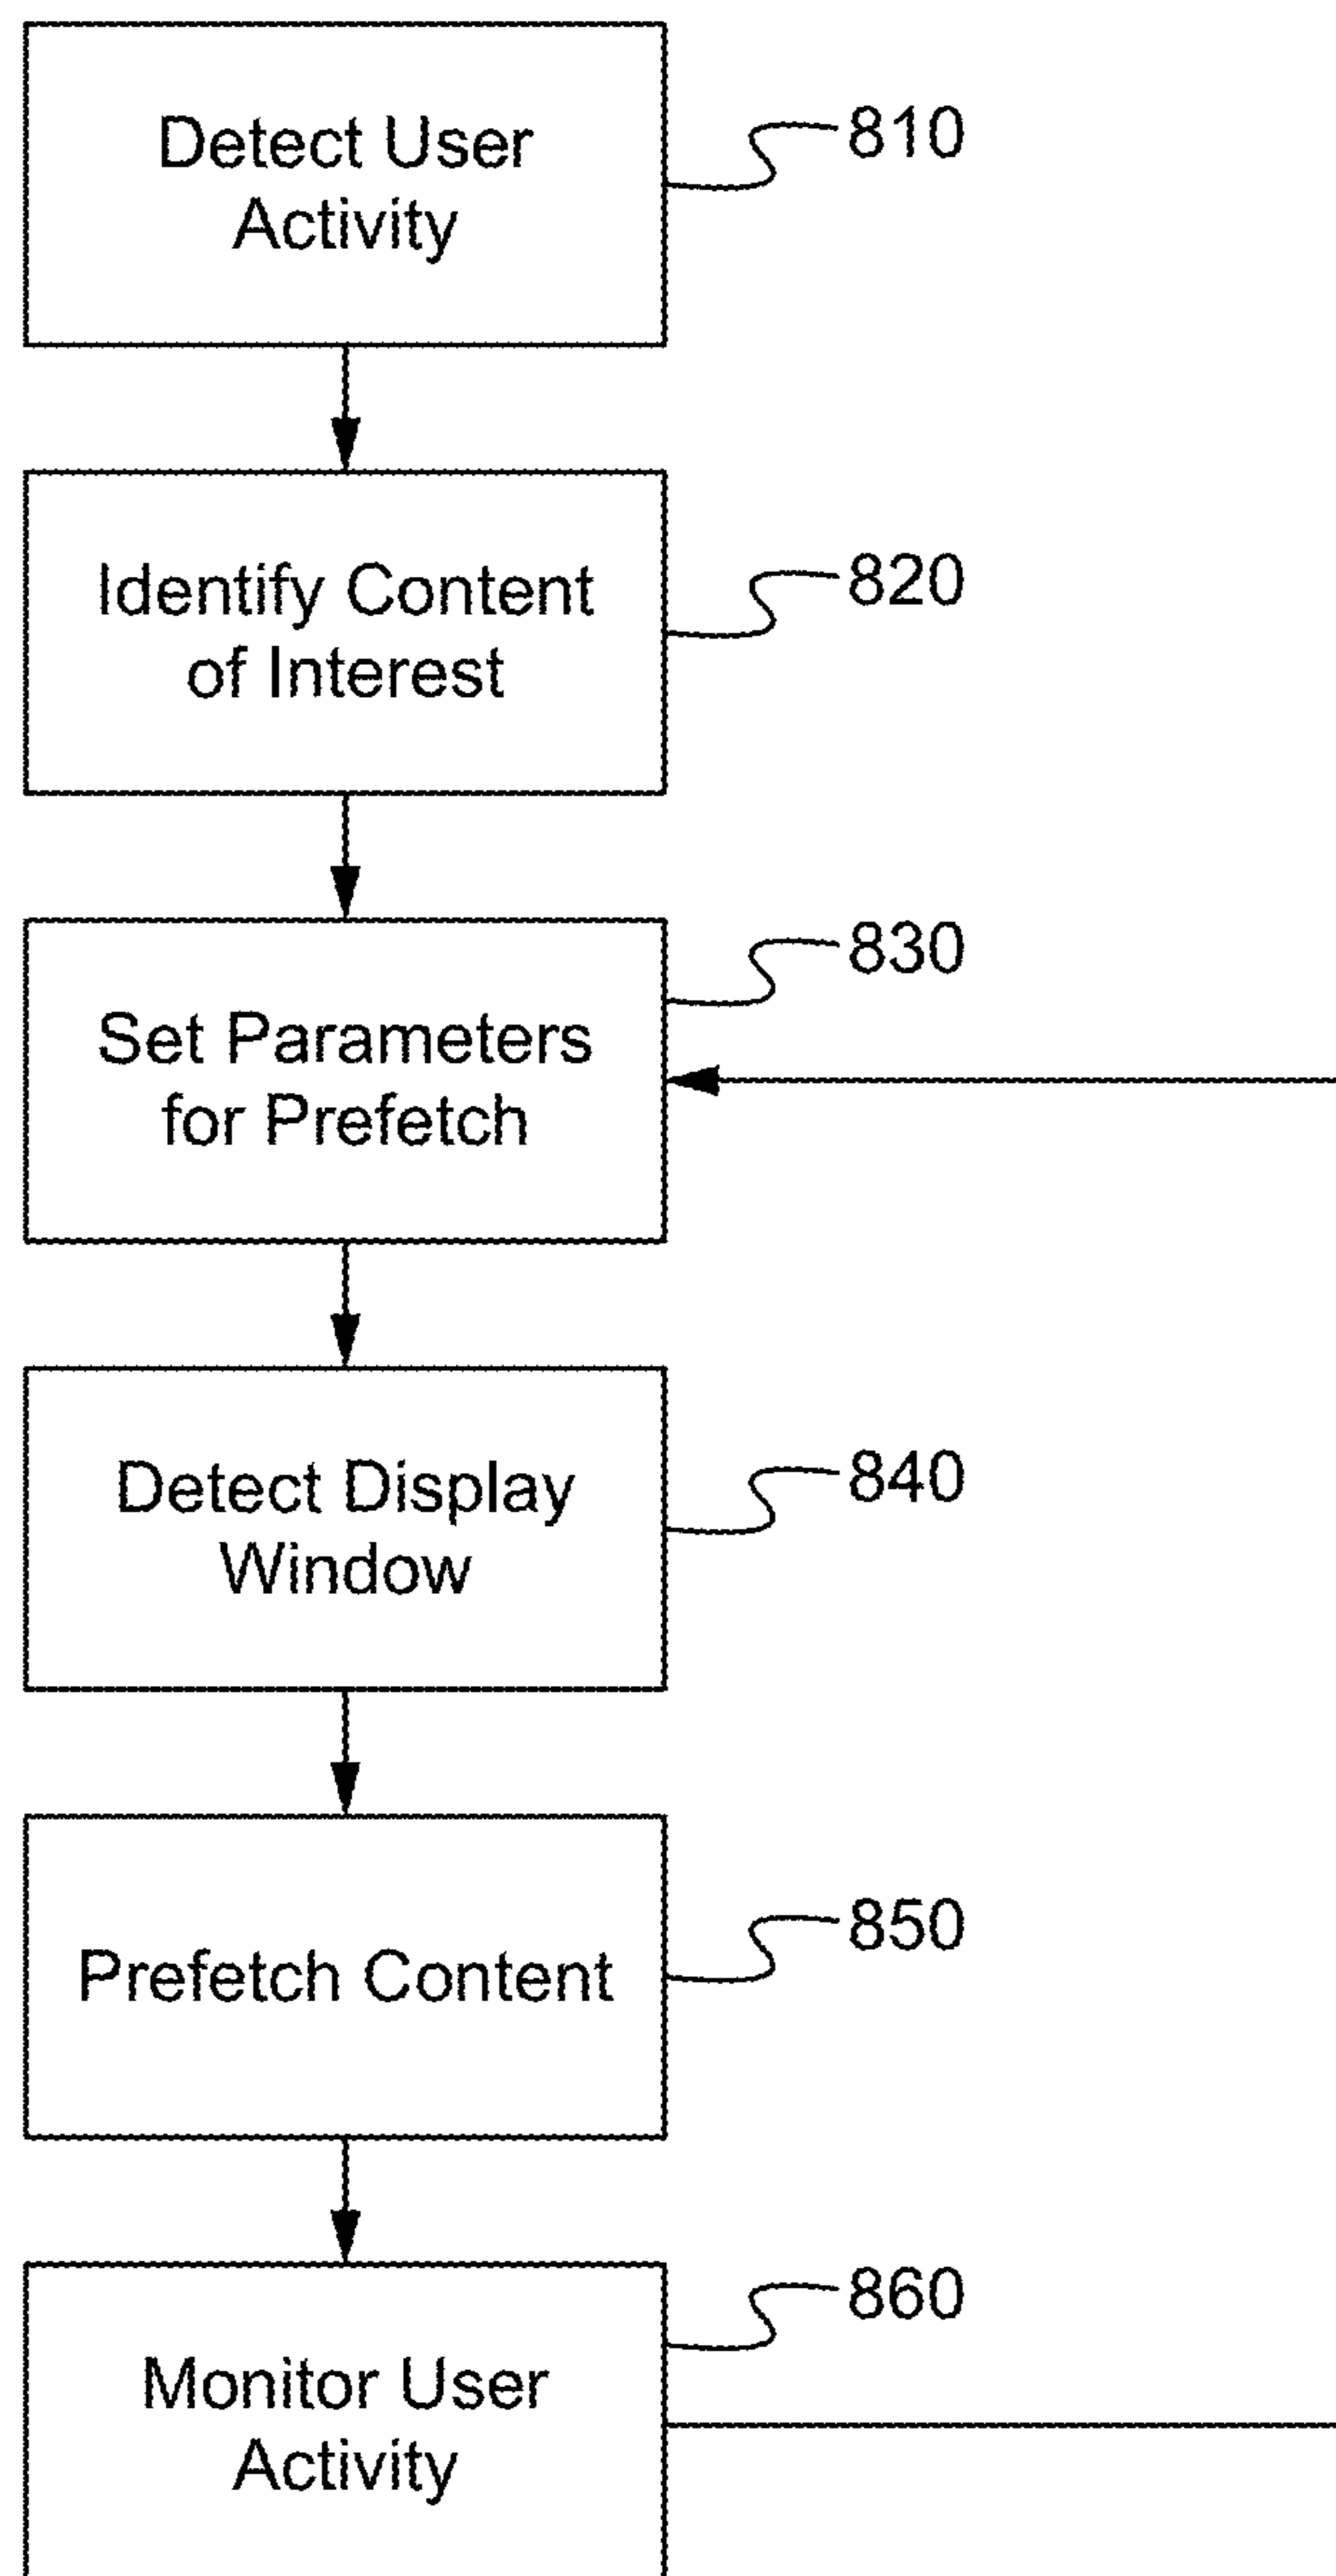 Detect User
Activity
810
Identify Content
of Interest
820
Set Parameters
for Prefetch
830
Detect Display
Window
840
Prefetch Content
850
Monitor User
Activity
860